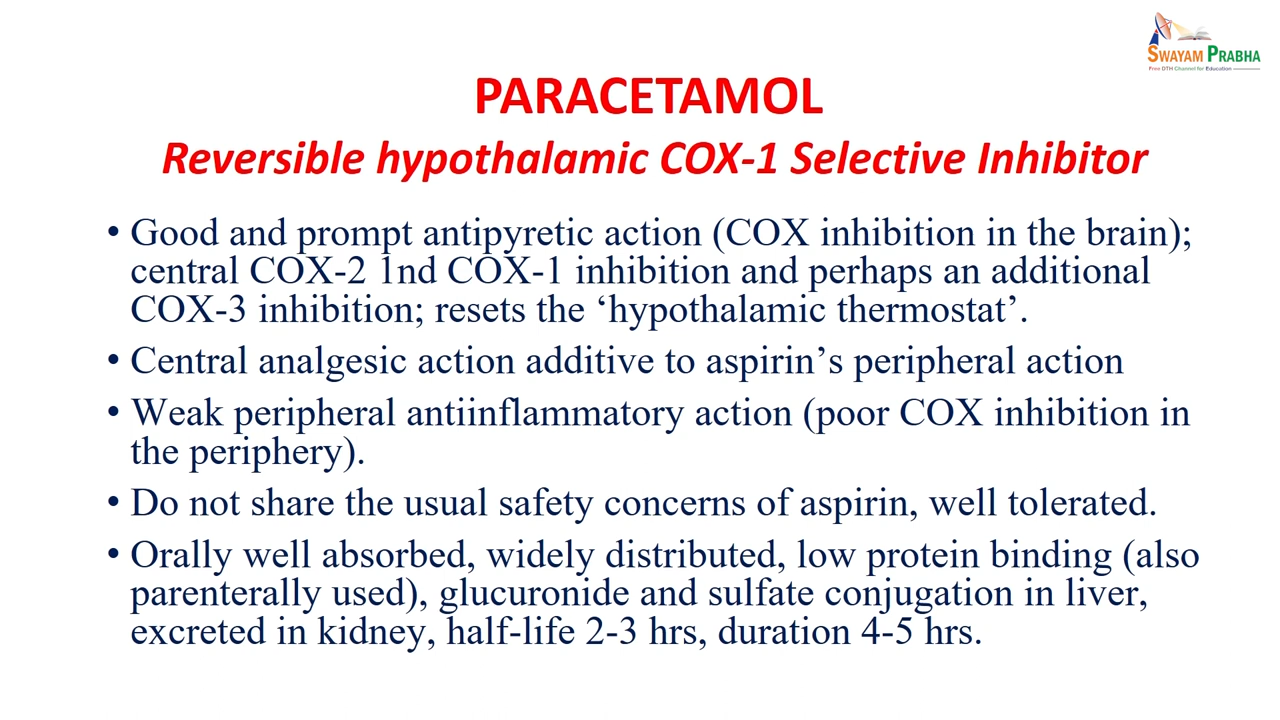 SWAYAM PRABHA
Free DTH Channel for Education
PARACETAMOL
Reversible hypothalamic COX-1 Selective Inhibitor
• Good and prompt antipyretic action (COX inhibition in the brain);
central COX-2 1nd COX-1 inhibition and perhaps an additional
COX-3 inhibition; resets the ‘hypothalamic thermostat’.
• Central analgesic action additive to aspirin’s peripheral action
• Weak peripheral antiinflammatory action (poor COX inhibition in
the periphery).
• Do not share the usual safety concerns of aspirin, well tolerated.
• Orally well absorbed, widely distributed, low protein binding (also
parenterally used), glucuronide and sulfate conjugation in liver,
excreted in kidney, half-life 2-3 hrs, duration 4-5 hrs.